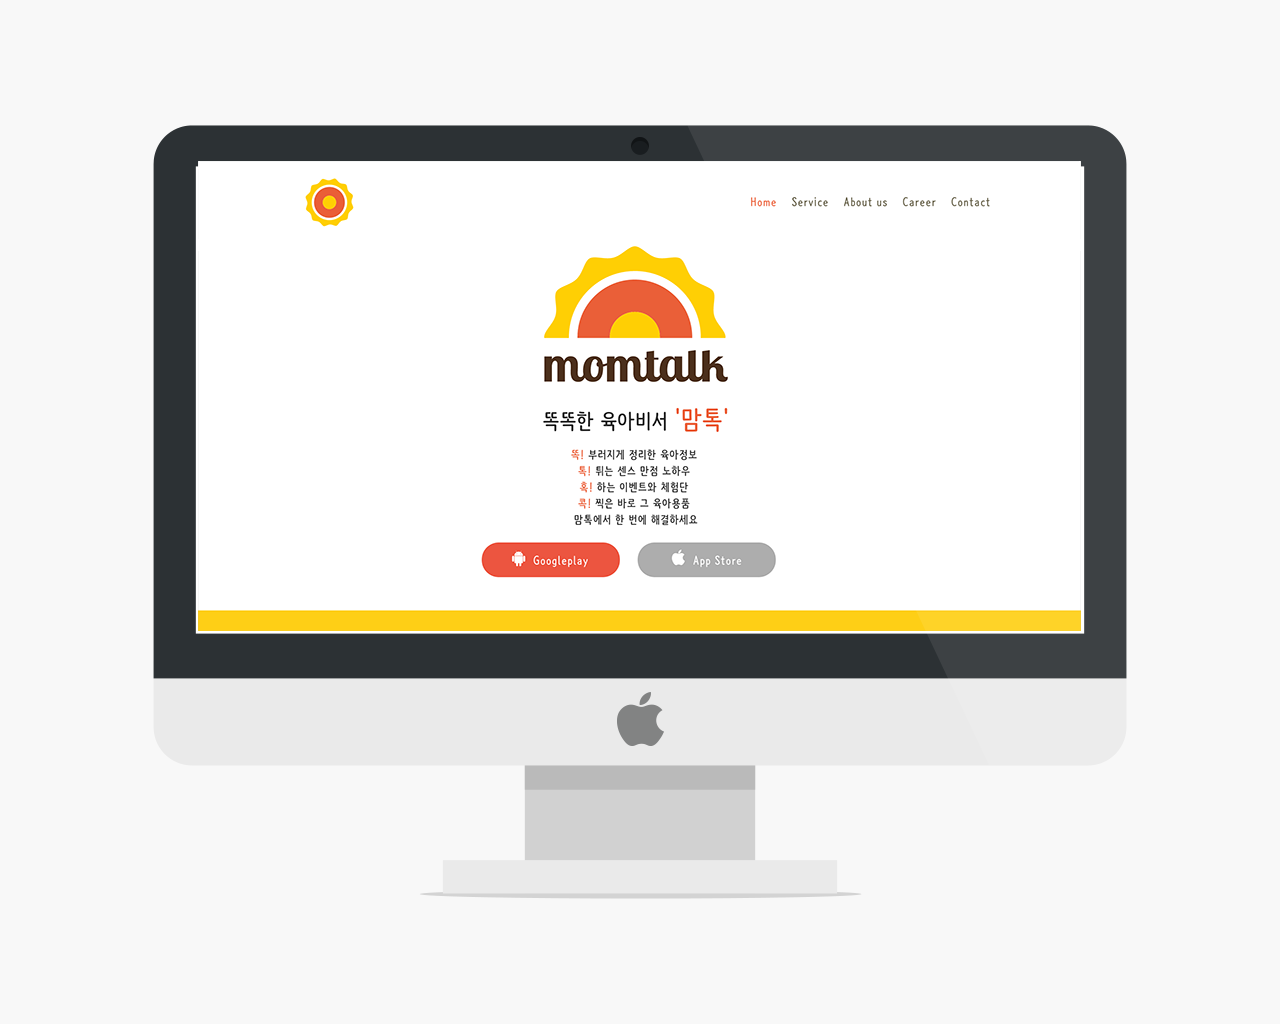 Home Service About us Career Contact
momtalk
똑똑한 육아비서 '맘톡'
똑! 부러지게 정리한 육아정보
톡! 튀는 센스 만점 노하우
혹! 하는 이벤트와 체험단
콕! 찍은 바로 그 육아용품
맘톡에서 한 번에 해결하세요
Googleplay App Store